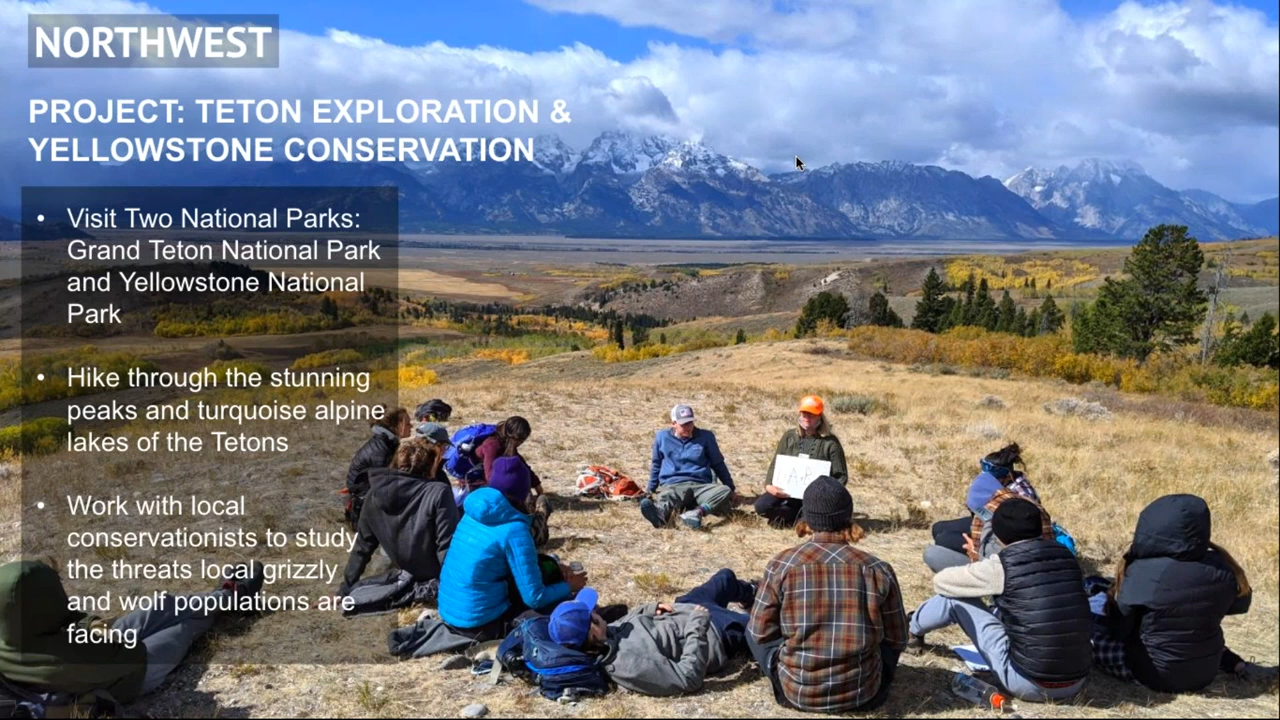 NORTHWEST
PROJECT: TETON EXPLORATION &
YELLOWSTONE CONSERVATION
• Visit Two National Parks:
Grand Teton National Park
and Yellowstone National
Park
• Hike through the stunning
peaks and turquoise alpine
lakes of the Tetons
• Work with local
conservationists to study
the threats local grizzly
and wolf populations are
facing